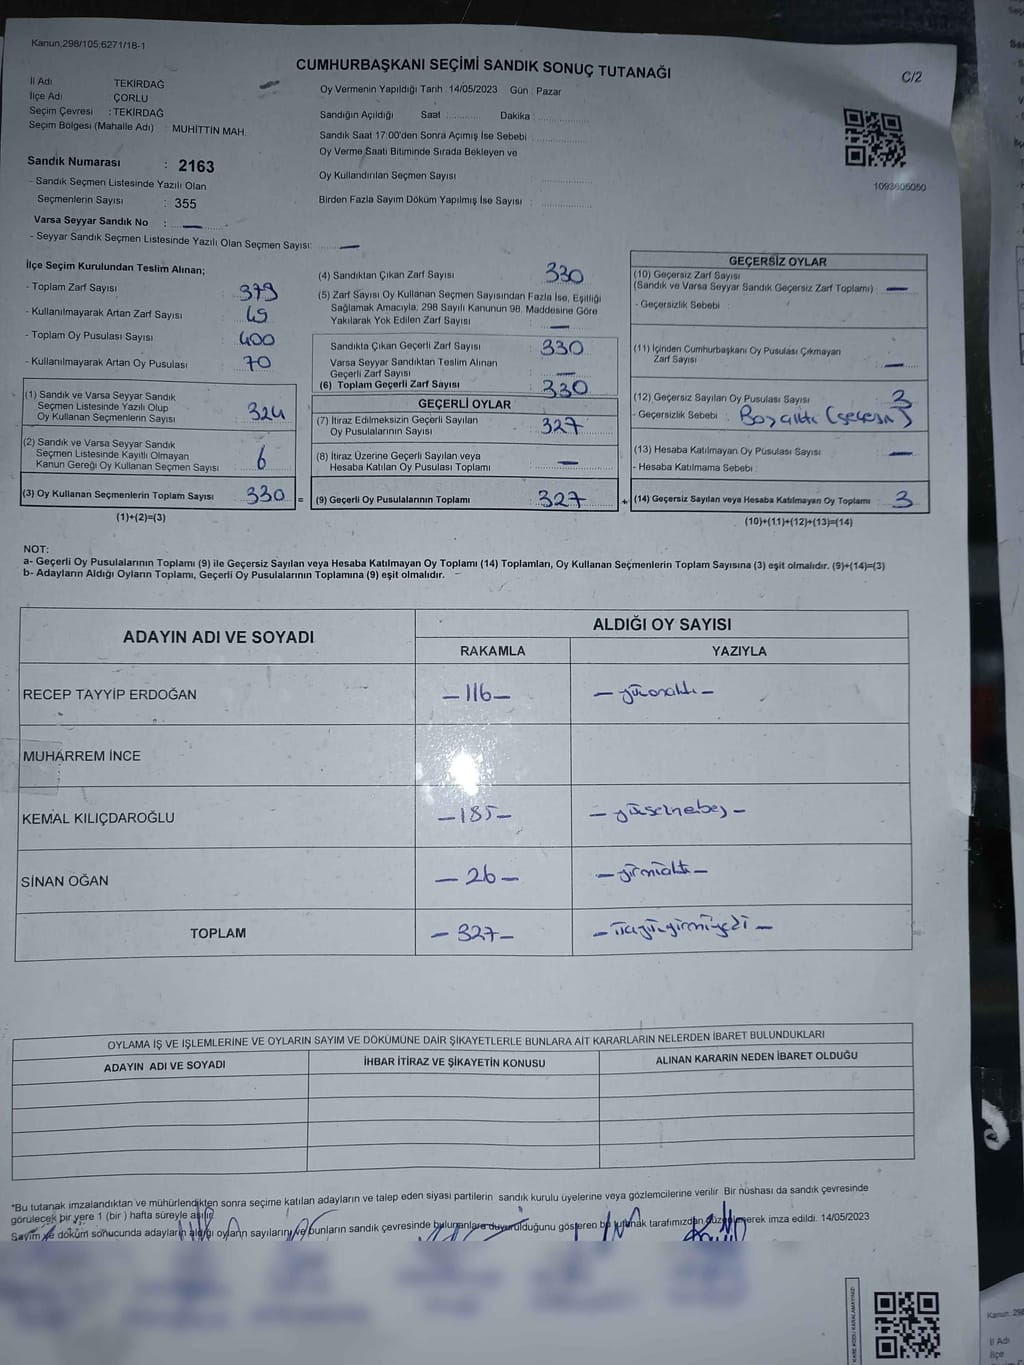 Kanun;298/105;6271/18-1
CUMHURBAŞKANI SEÇİMİ SANDIK SONUÇ TUTANAĞI
C/2
İl Adı TEKİRDAĞ
İlçe Adı ÇORLU
Seçim Çevresi : TEKİRDAĞ
Seçim Bölgesi (Mahalle Adı) : MUHİTTİN MAH.
Oy Vermenin Yapıldığı Tarih : 14/05/2023 Gün : Pazar
Sandığın Açıldığı Saat : Dakika :
Sandık Saat 17:00'den Sonra Açılmış İse Sebebi :
Oy Verme Saati Bitiminde Sırada Bekleyen ve
Oy Kullandırılan Seçmen Sayısı
Birden Fazla Sayım Döküm Yapılmış İse Sayısı :
1093605050
Sandık Numarası : 2163
- Sandık Seçmen Listesinde Yazılı Olan
Seçmenlerin Sayısı : 355
Varsa Seyyar Sandık No : —
- Seyyar Sandık Seçmen Listesinde Yazılı Olan Seçmen Sayısı: —
İlçe Seçim Kurulundan Teslim Alınan;
- Toplam Zarf Sayısı 379
- Kullanılmayarak Artan Zarf Sayısı 49
- Toplam Oy Pusulası Sayısı 400
- Kullanılmayarak Artan Oy Pusulası 70
(1) Sandık ve Varsa Seyyar Sandık
Seçmen Listesinde Yazılı Olup
Oy Kullanan Seçmenlerin Sayısı 324
(2) Sandık ve Varsa Seyyar Sandık
Seçmen Listesinde Kayıtlı Olmayan
Kanun Gereği Oy Kullanan Seçmen Sayısı 6
(3) Oy Kullanan Seçmenlerin Toplam Sayısı 330 =
(1)+(2)=(3)
(4) Sandıktan Çıkan Zarf Sayısı 330
(5) Zarf Sayısı Oy Kullanan Seçmen Sayısından Fazla İse, Eşitliği
Sağlamak Amacıyla, 298 Sayılı Kanunun 98. Maddesine Göre
Yakılarak Yok Edilen Zarf Sayısı —
Sandıkta Çıkan Geçerli Zarf Sayısı 330
Varsa Seyyar Sandıktan Teslim Alınan
Geçerli Zarf Sayısı —
(6) Toplam Geçerli Zarf Sayısı 330
GEÇERLİ OYLAR
(7) İtiraz Edilmeksizin Geçerli Sayılan
Oy Pusulalarının Sayısı 327
(8) İtiraz Üzerine Geçerli Sayılan veya
Hesaba Katılan Oy Pusulası Toplamı —
(9) Geçerli Oy Pusulalarının Toplamı 327 +
GEÇERSİZ OYLAR
(10) Geçersiz Zarf Sayısı
(Sandık ve Varsa Seyyar Sandık Geçersiz Zarf Toplamı) : —
- Geçersizlik Sebebi :
(11) İçinden Cumhurbaşkanı Oy Pusulası Çıkmayan
Zarf Sayısı —
(12) Geçersiz Sayılan Oy Pusulası Sayısı 3
- Geçersizlik Sebebi :
(13) Hesaba Katılmayan Oy Pusulası Sayısı —
- Hesaba Katılmama Sebebi :
(14) Geçersiz Sayılan veya Hesaba Katılmayan Oy Toplamı 3
(10)+(11)+(12)+(13)=(14)
NOT:
a- Geçerli Oy Pusulalarının Toplamı (9) ile Geçersiz Sayılan veya Hesaba Katılmayan Oy Toplamı (14) Toplamları, Oy Kullanan Seçmenlerin Toplam Sayısına (3) eşit olmalıdır. (9)+(14)=(3)
b- Adayların Aldığı Oyların Toplamı, Geçerli Oy Pusulalarının Toplamına (9) eşit olmalıdır.
ADAYIN ADI VE SOYADI
ALDIĞI OY SAYISI
RAKAMLA YAZIYLA
RECEP TAYYİP ERDOĞAN —116— —yüzonaltı—
MUHARREM İNCE
KEMAL KILIÇDAROĞLU —185— —yüzseksenbeş—
SİNAN OĞAN —26— —yirmialtı—
TOPLAM —327— —üçyüzyirmiyedi—
OYLAMA İŞ VE İŞLEMLERİNE VE OYLARIN SAYIM VE DÖKÜMÜNE DAİR ŞİKAYETLERLE BUNLARA AİT KARARLARIN NELERDEN İBARET BULUNDUKLARI
ADAYIN ADI VE SOYADI İHBAR İTİRAZ VE ŞİKAYETİN KONUSU ALINAN KARARIN NEDEN İBARET OLDUĞU
*Bu tutanak imzalandıktan ve mühürlendikten sonra seçime katılan adayların ve talep eden siyasi partilerin sandık kurulu üyelerine veya gözlemcilerine verilir. Bir nüshası da sandık çevresinde
görülecek bir yere 1 (bir) hafta süreyle asılır.
Sayım ve döküm sonucunda adayların aldığı oyların sayılarını ve bunların sandık çevresinde bulunanlara duyurulduğunu gösteren bu tutanak tarafımızdan düzenlenerek imza edildi. 14/05/2023
Kanun; 298
İl Adı
İlçe